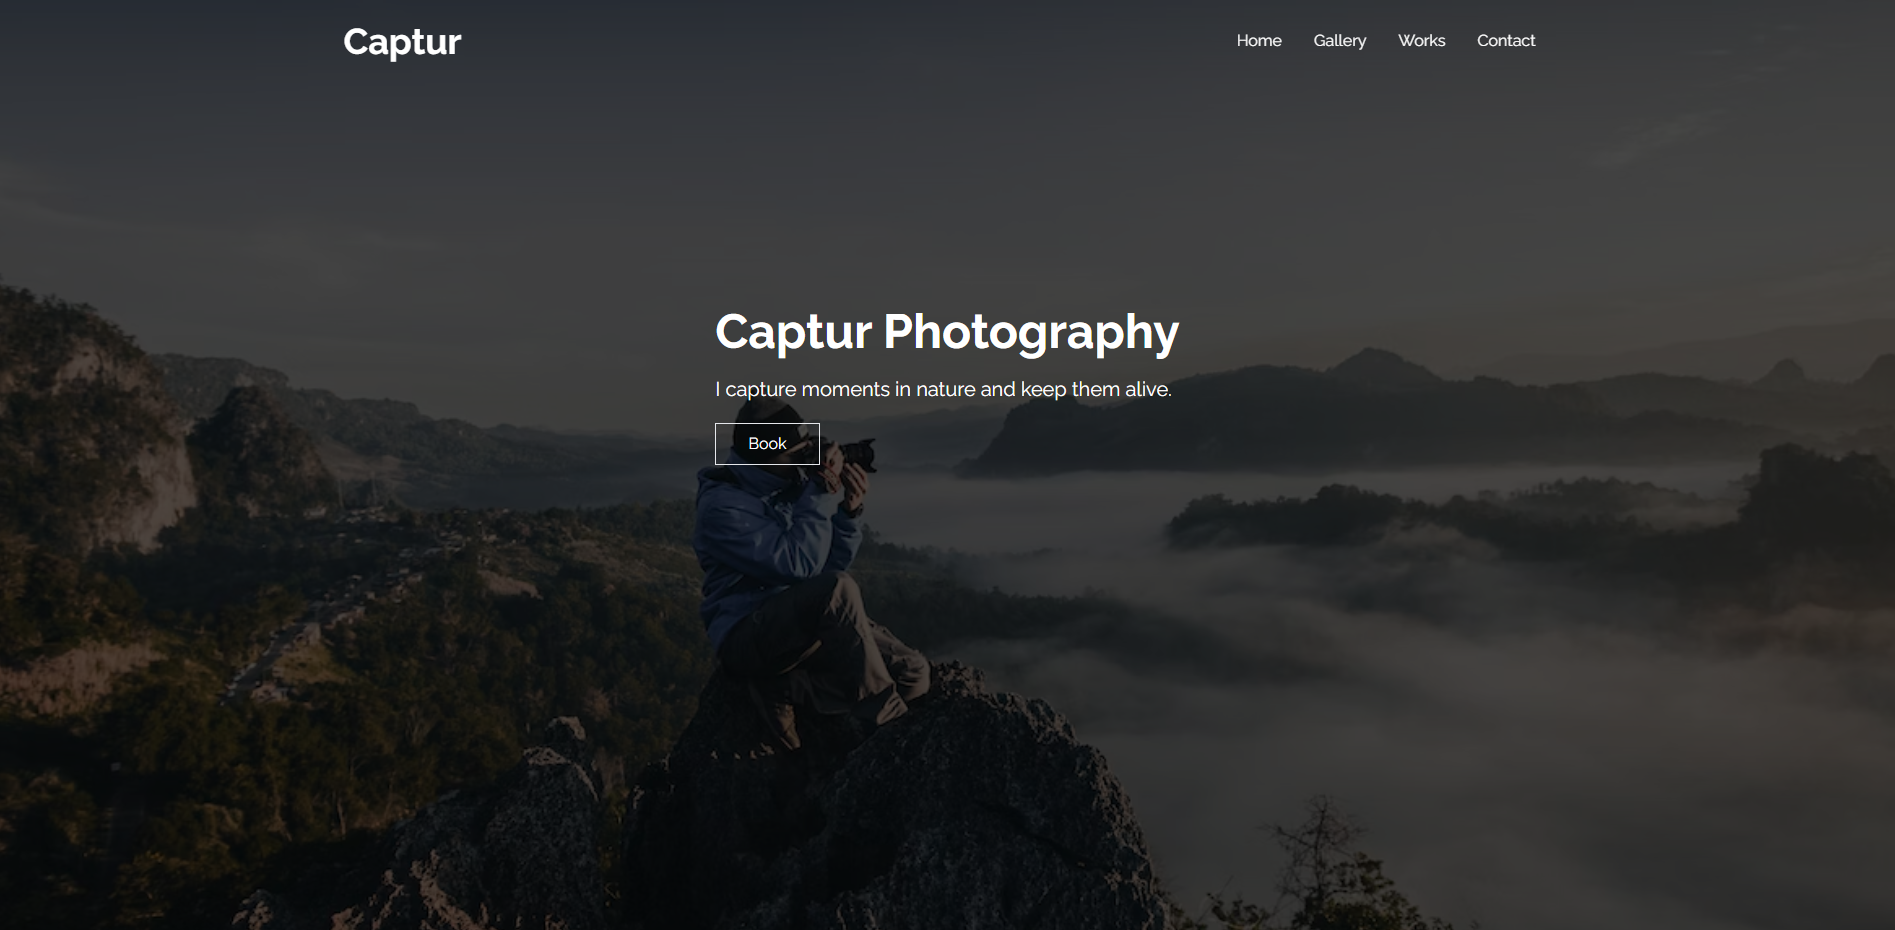 Captur
Home Gallery Works Contact
Captur Photography
I capture moments in nature and keep them alive.
Book